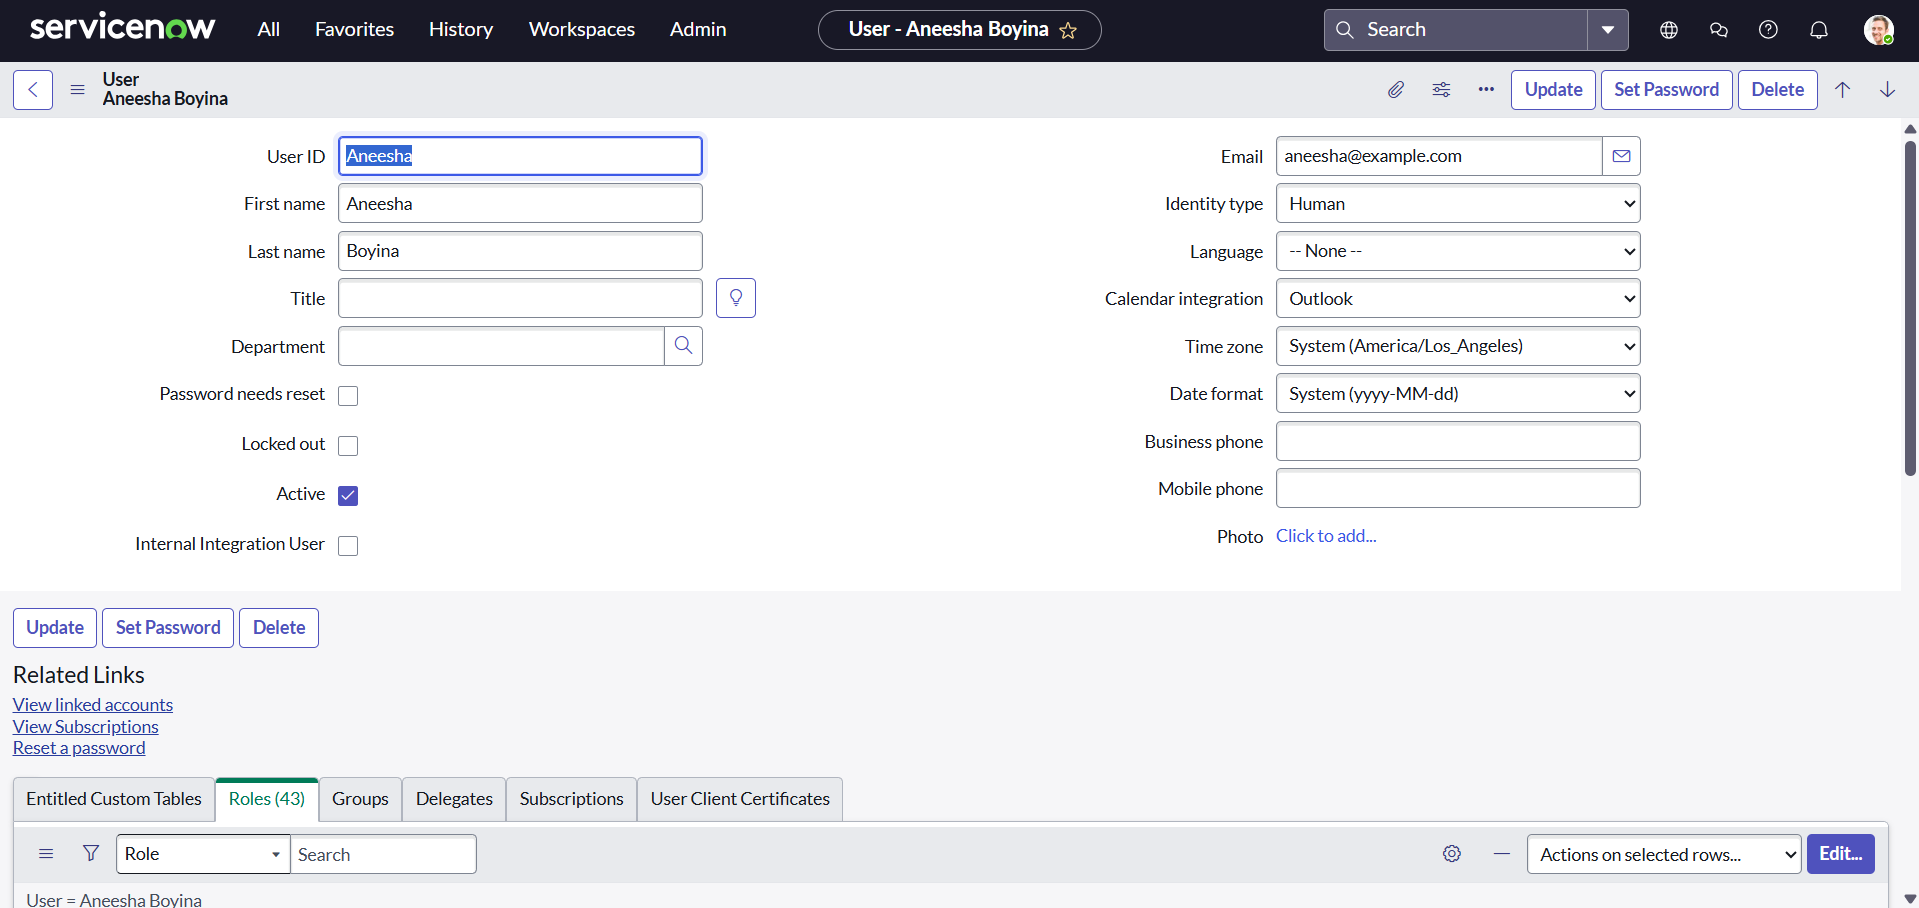 servicenow All Favorites History Workspaces Admin User - Aneesha Boyina Search
User
Aneesha Boyina
Update Set Password Delete
User ID Aneesha
First name Aneesha
Last name Boyina
Title
Department
Password needs reset
Locked out
Active
Internal Integration User
Email aneesha@example.com
Identity type Human
Language -- None --
Calendar integration Outlook
Time zone System (America/Los_Angeles)
Date format System (yyyy-MM-dd)
Business phone
Mobile phone
Photo Click to add...
Update Set Password Delete
Related Links
View linked accounts
View Subscriptions
Reset a password
Entitled Custom Tables Roles (43) Groups Delegates Subscriptions User Client Certificates
Role Search Actions on selected rows... Edit...
User = Aneesha Boyina